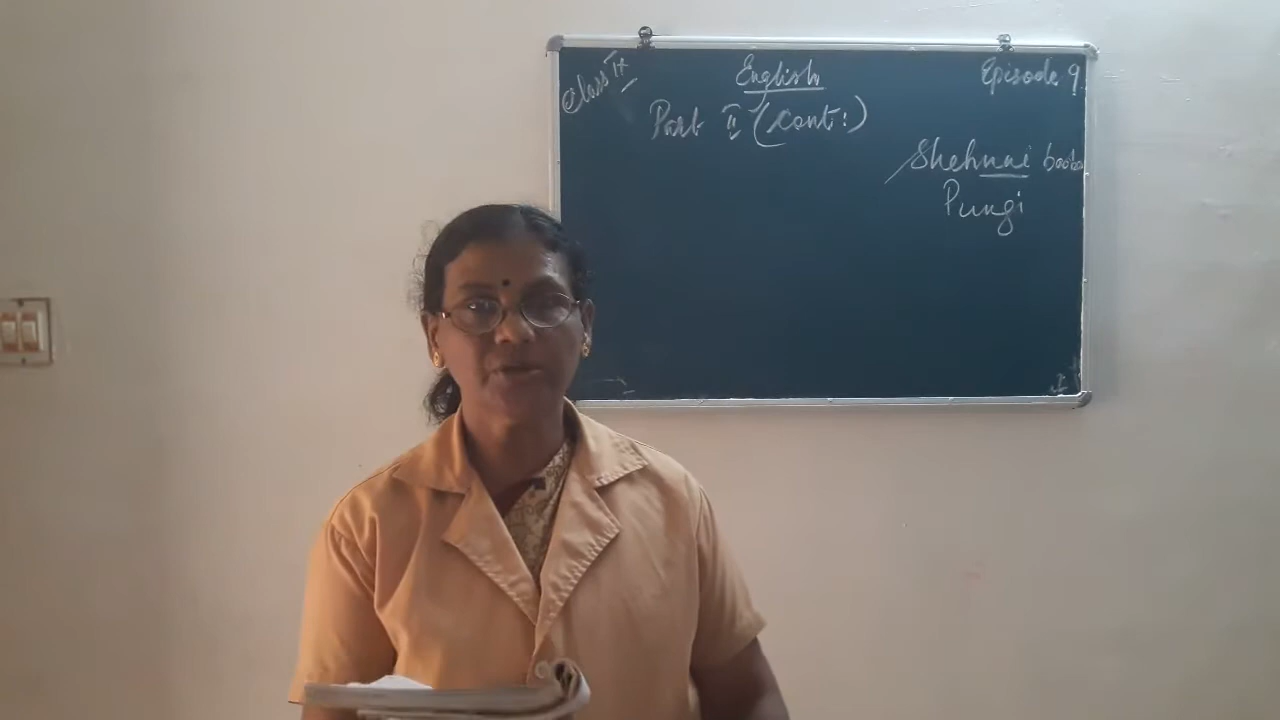 Class IX
English
Episode 9
Part II (Cont:)
Shehnai
Pungi